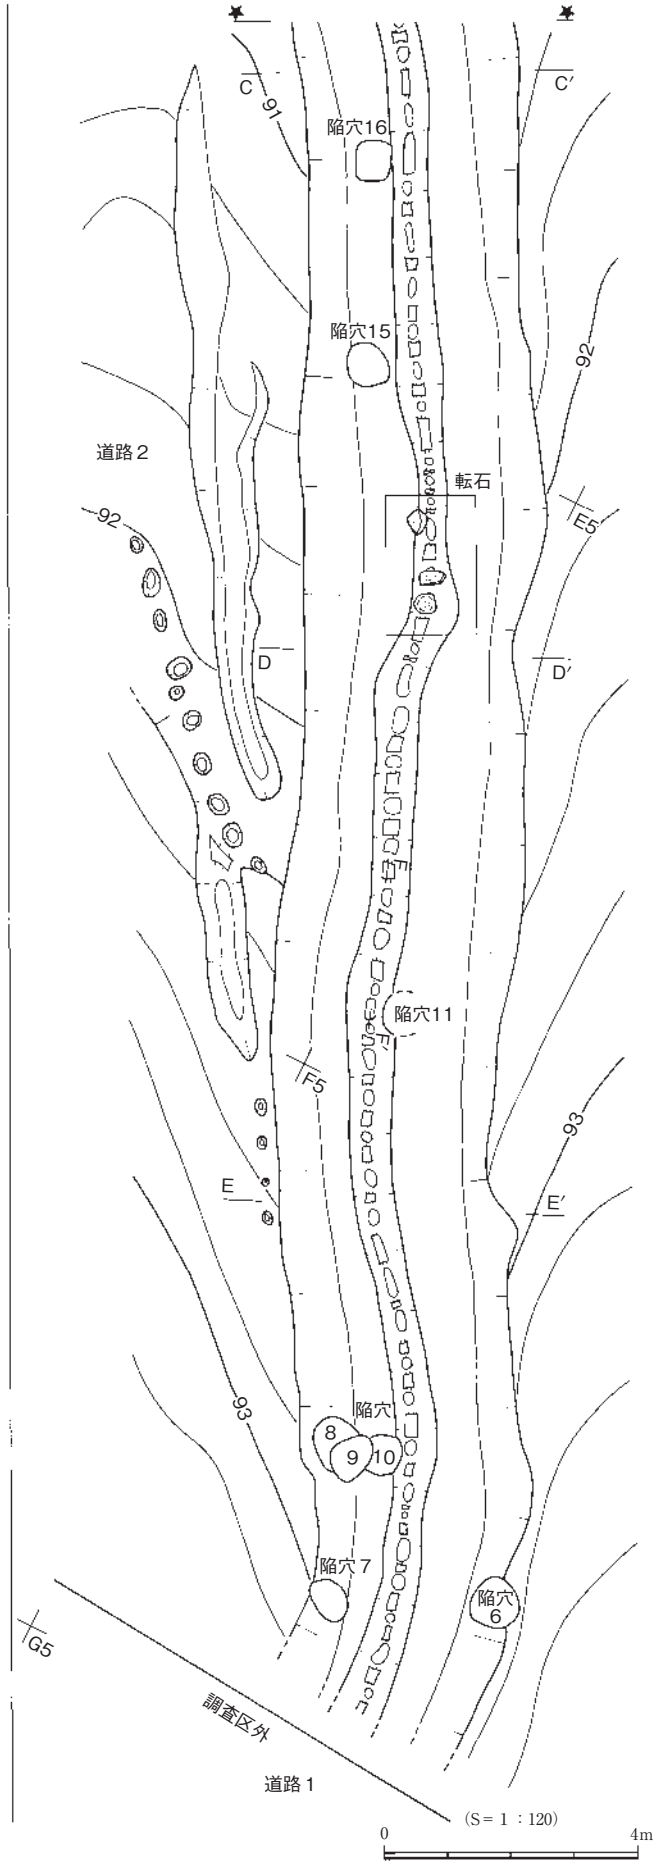 ★ ★
C C′
91
陥穴16
陥穴15
92
道路2
転石
92
E5
D D′
F
陥穴11
F′
F5
93
E E′
93
陥穴
8
9 10
陥穴7
陥穴
6
G5
調査区外
道路1
(S=1:120)
0 4m